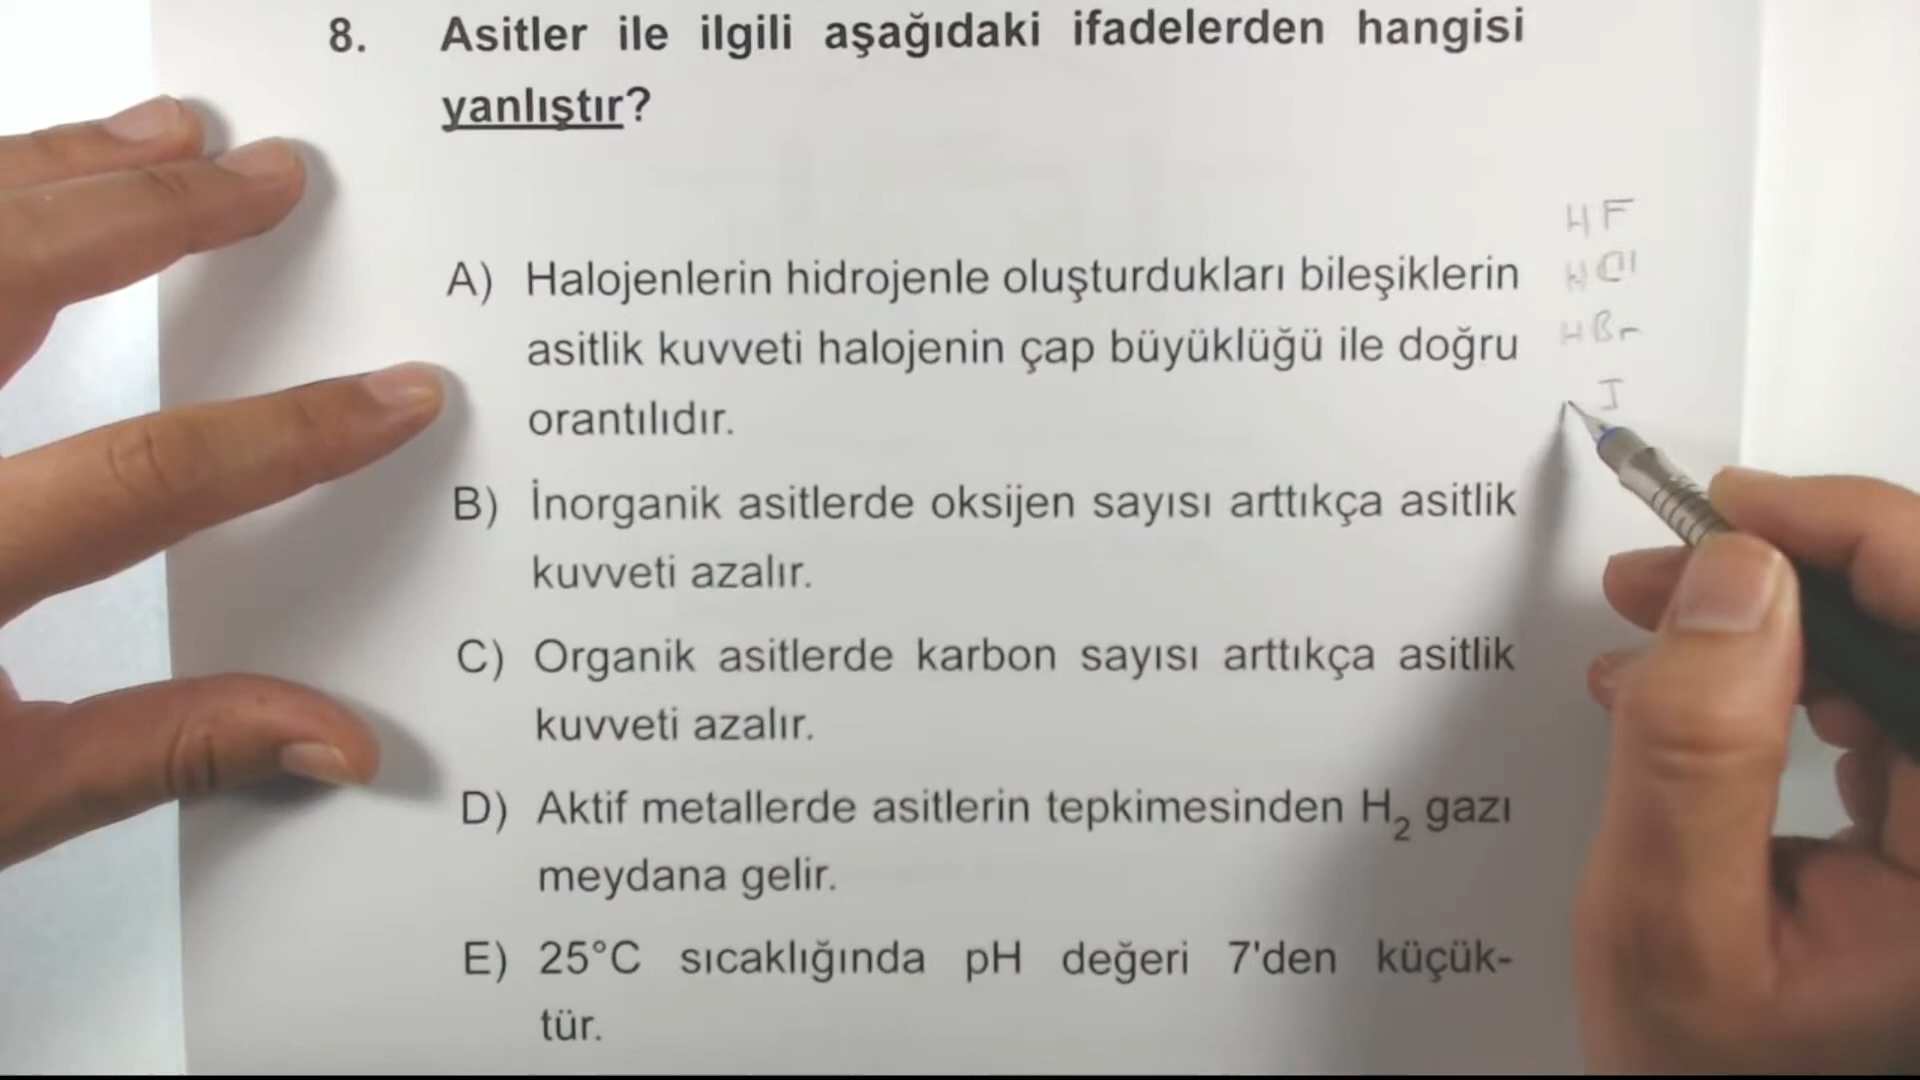 8. Asitler ile ilgili aşağıdaki ifadelerden hangisi
yanlıştır?
HF
A) Halojenlerin hidrojenle oluşturdukları bileşiklerin
HCl
asitlik kuvveti halojenin çap büyüklüğü ile doğru
HBr
orantılıdır.
I
B) İnorganik asitlerde oksijen sayısı arttıkça asitlik
kuvveti azalır.
C) Organik asitlerde karbon sayısı arttıkça asitlik
kuvveti azalır.
D) Aktif metallerde asitlerin tepkimesinden H₂ gazı
meydana gelir.
E) 25°C sıcaklığında pH değeri 7'den küçük-
tür.